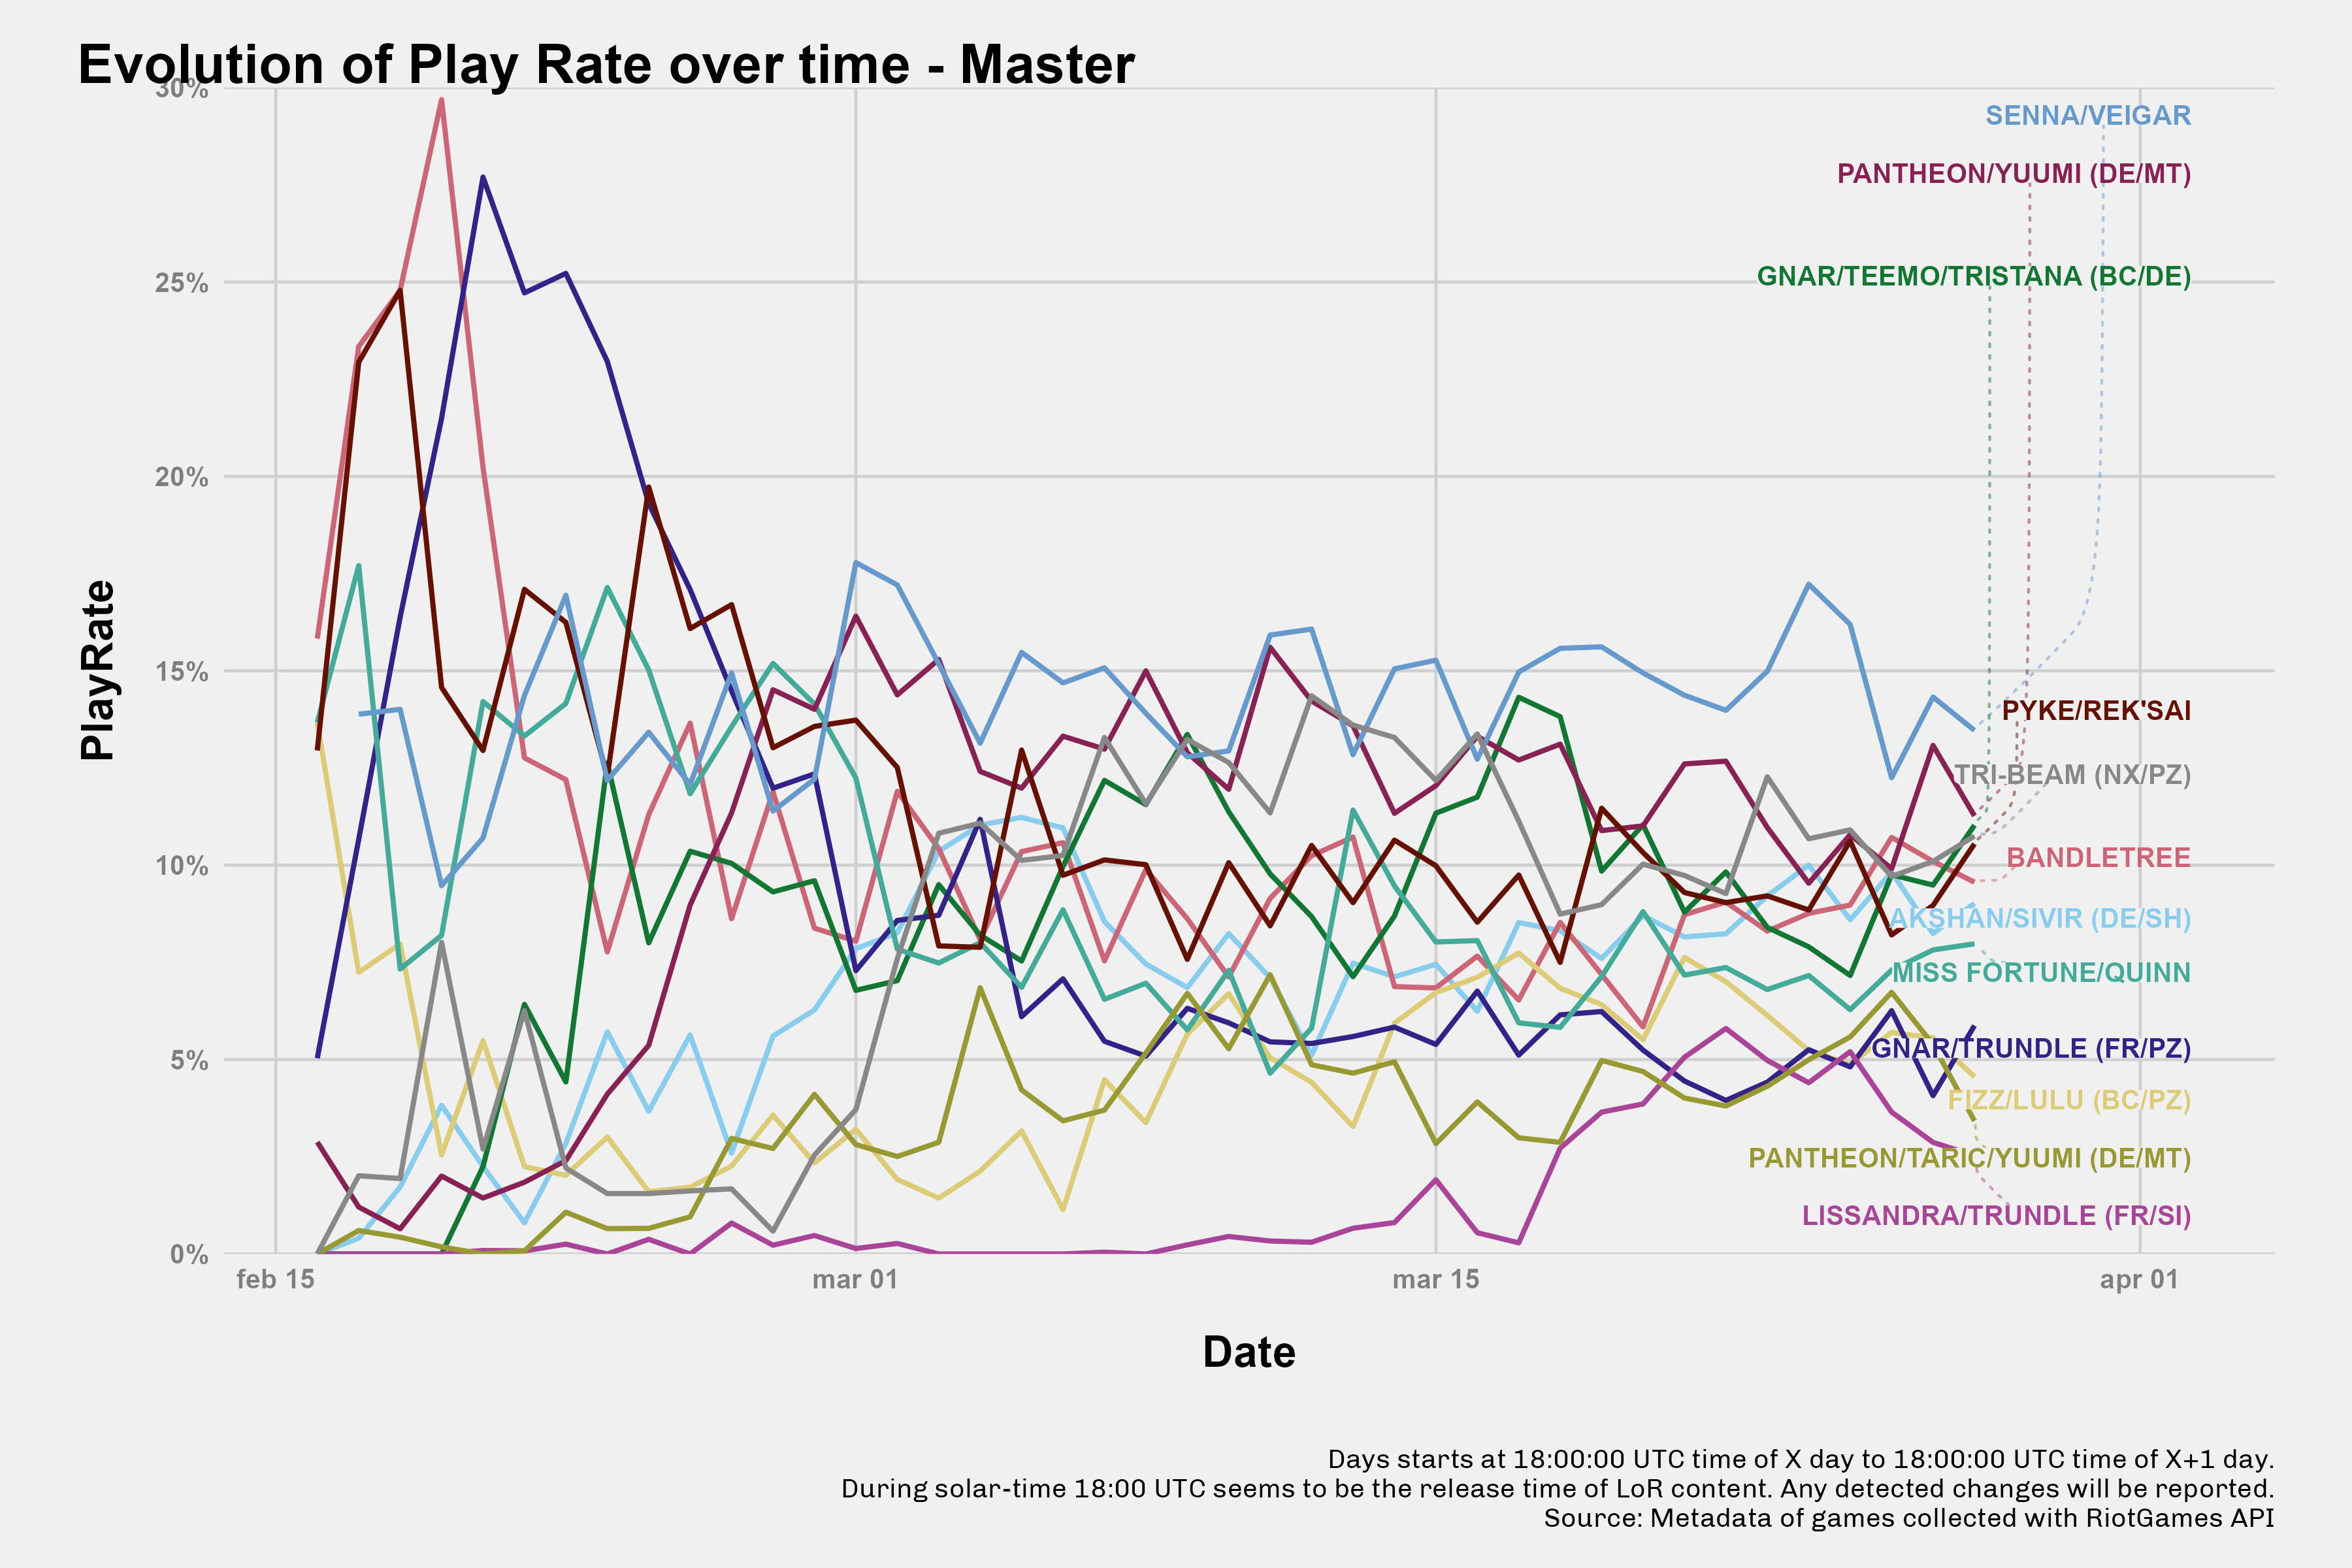 Evolution of Play Rate over time - Master
30%
SENNA/VEIGAR
PANTHEON/YUUMI (DE/MT)
25%
GNAR/TEEMO/TRISTANA (BC/DE)
20%
15%
PlayRate
PYKE/REK'SAI
TRI-BEAM (NX/PZ)
10%
BANDLETREE
AKSHAN/SIVIR (DE/SH)
MISS FORTUNE/QUINN
5%
GNAR/TRUNDLE (FR/PZ)
FIZZ/LULU (BC/PZ)
PANTHEON/TARIC/YUUMI (DE/MT)
LISSANDRA/TRUNDLE (FR/SI)
0%
feb 15 mar 01 mar 15 apr 01
Date
Days starts at 18:00:00 UTC time of X day to 18:00:00 UTC time of X+1 day.
During solar-time 18:00 UTC seems to be the release time of LoR content. Any detected changes will be reported.
Source: Metadata of games collected with RiotGames API